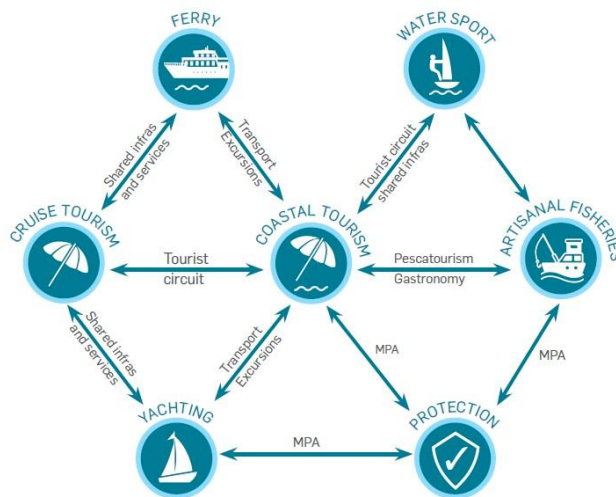 FERRY
WATER SPORT
Shared infras
and services
Transport
Excursions
Tourist circuit
shared infras
CRUISE TOURISM
COASTAL TOURISM
ARTISANAL FISHERIES
Tourist
circuit
Pescatourism
Gastronomy
Shared infras
and services
Transport
Excursions
MPA
MPA
YACHTING
PROTECTION
MPA